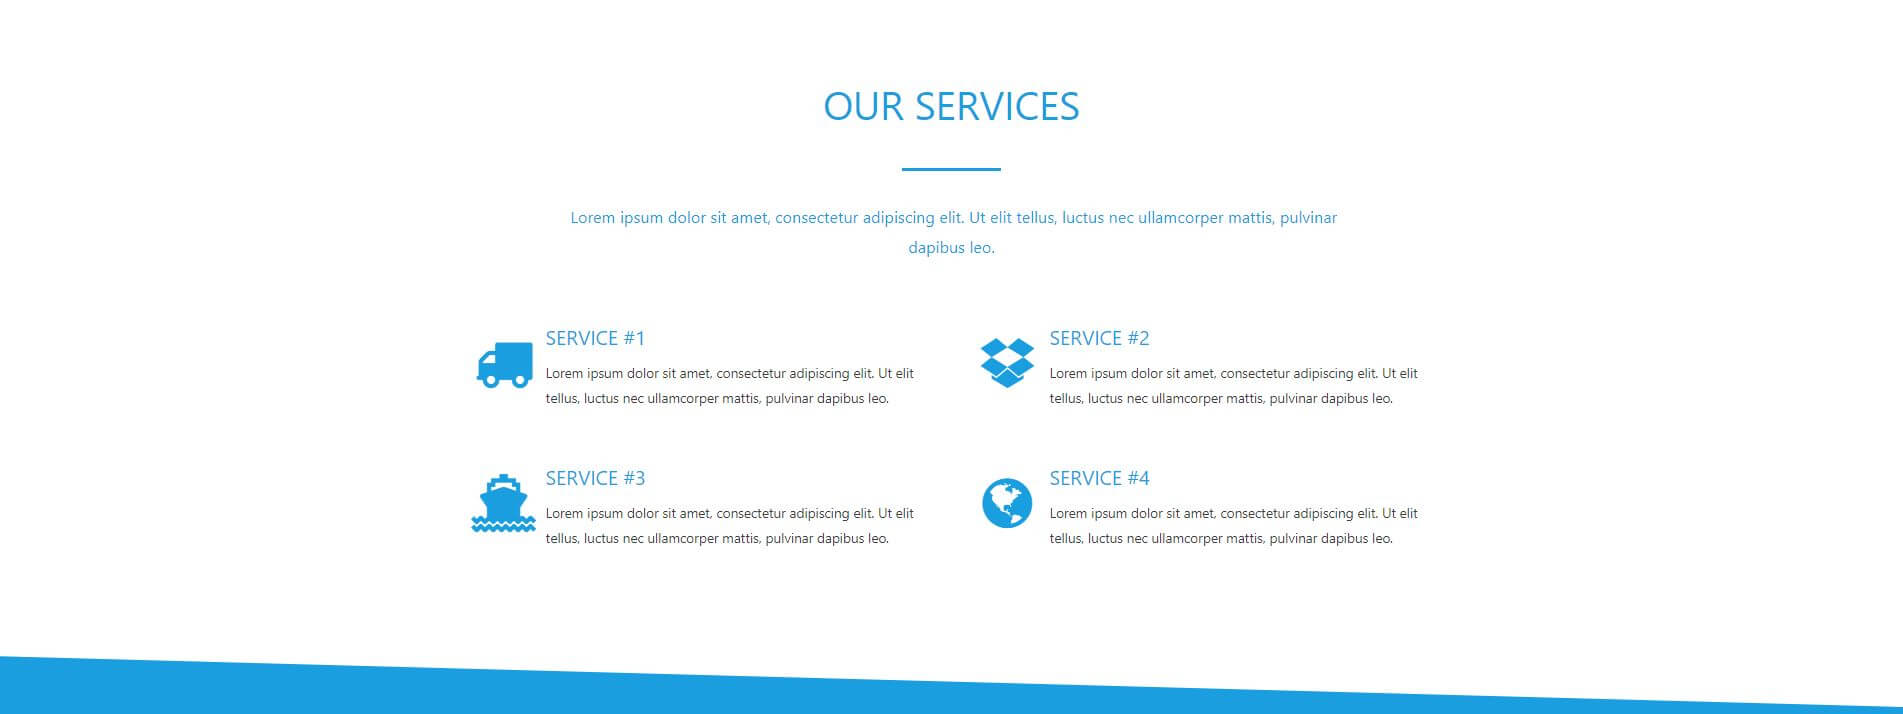 OUR SERVICES
Lorem ipsum dolor sit amet, consectetur adipiscing elit. Ut elit tellus, luctus nec ullamcorper mattis, pulvinar
dapibus leo.
SERVICE #1
Lorem ipsum dolor sit amet, consectetur adipiscing elit. Ut elit
tellus, luctus nec ullamcorper mattis, pulvinar dapibus leo.
SERVICE #2
Lorem ipsum dolor sit amet, consectetur adipiscing elit. Ut elit
tellus, luctus nec ullamcorper mattis, pulvinar dapibus leo.
SERVICE #3
Lorem ipsum dolor sit amet, consectetur adipiscing elit. Ut elit
tellus, luctus nec ullamcorper mattis, pulvinar dapibus leo.
SERVICE #4
Lorem ipsum dolor sit amet, consectetur adipiscing elit. Ut elit
tellus, luctus nec ullamcorper mattis, pulvinar dapibus leo.